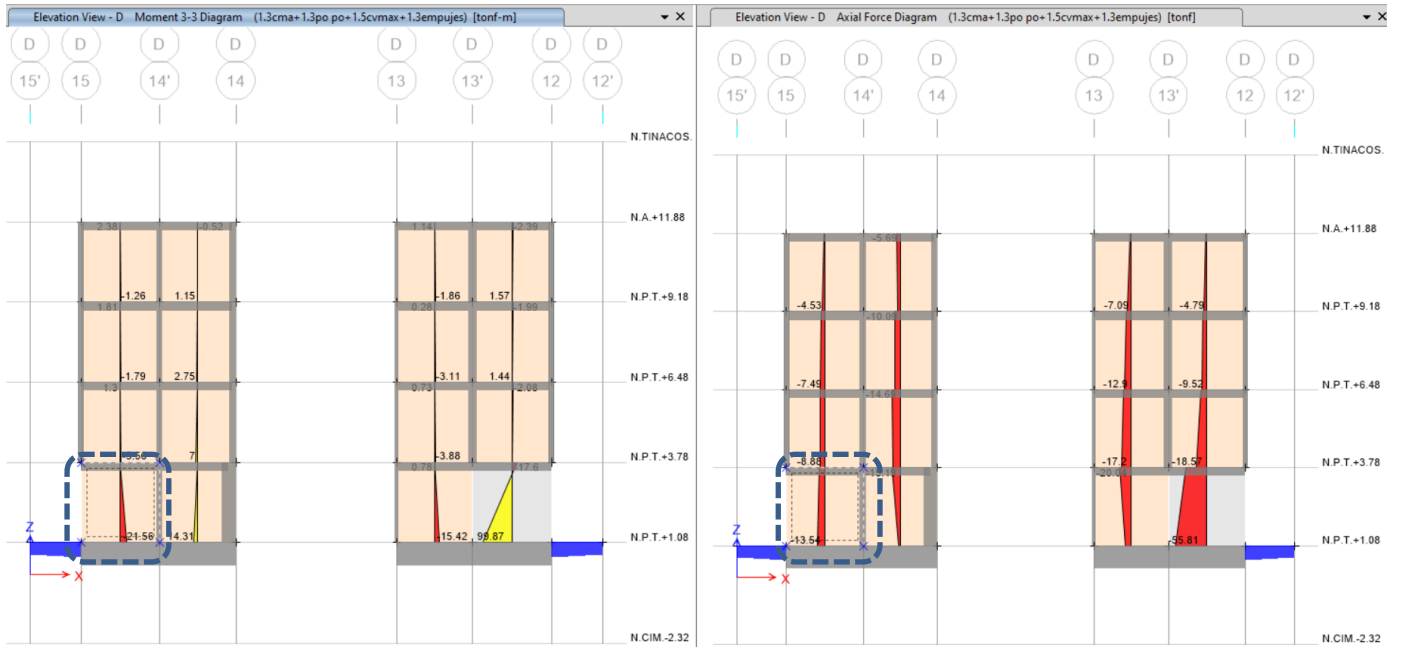 Elevation View - D Moment 3-3 Diagram (1.3cma+1.3po po+1.5cvmax+1.3empujes) [tonf-m]
D D D D D D D D
15' 15 14' 14 13 13' 12 12'
N.TINACOS.
N.A.+11.88
2.38 -0.52 1.14 -2.39
-1.26 1.15 -1.86 1.57
N.P.T.+9.18
1.61 0.28 -1.99
-1.79 2.75 -3.11 1.44
N.P.T.+6.48
1.3 0.73 -2.08
7 -3.88
N.P.T.+3.78
0.78 -17.6
-21.56 14.31 -15.42 99.87
N.P.T.+1.08
Z
X
N.CIM.-2.32
Elevation View - D Axial Force Diagram (1.3cma+1.3po po+1.5cvmax+1.3empujes) [tonf]
D D D D D D D D
15' 15 14' 14 13 13' 12 12'
N.TINACOS.
N.A.+11.88
-5.69
-4.53 -7.09 -4.79
N.P.T.+9.18
-10.09
-7.49 -12.9 -9.52
N.P.T.+6.48
-8.88 -17.2 -18.57
N.P.T.+3.78
-13.54 -55.81
N.P.T.+1.08
Z
X
N.CIM.-2.32